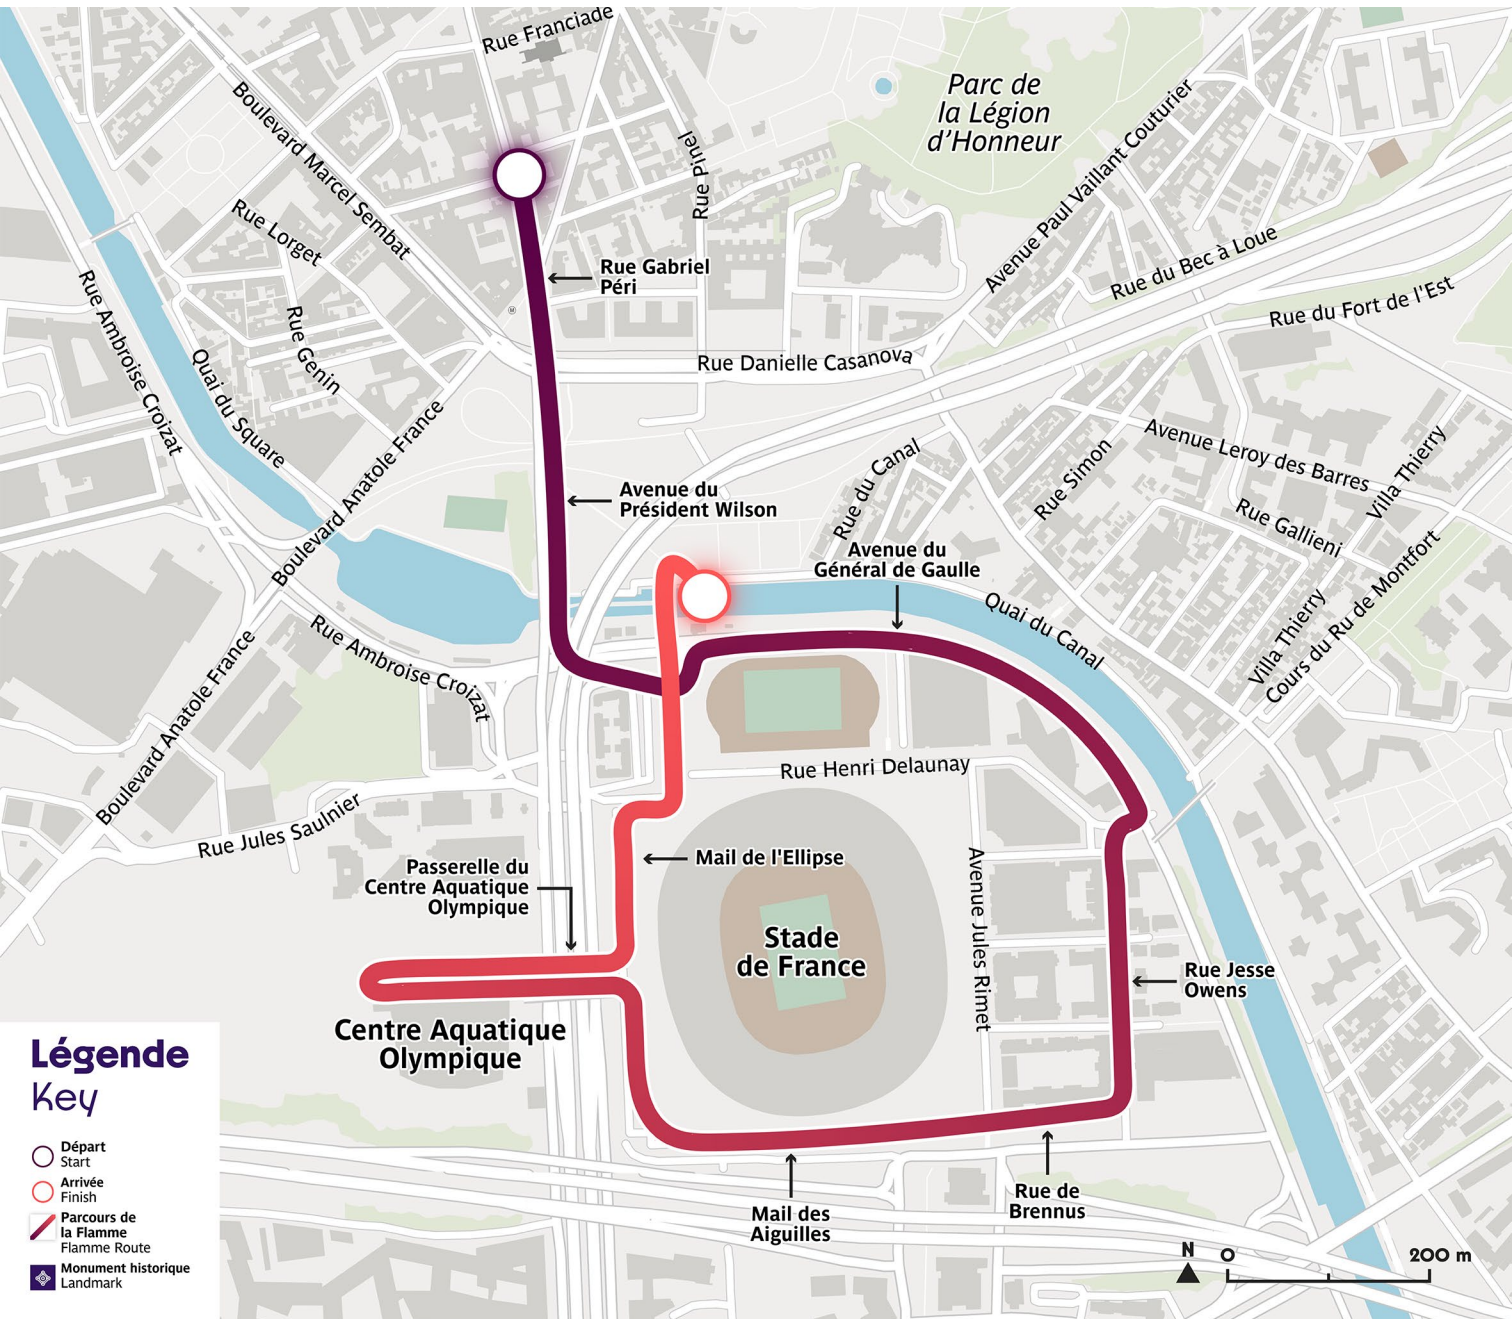 Rue Franciade
Parc de
la Légion
d'Honneur
Boulevard Marcel Sembat
Rue Pinel
Avenue Paul Vaillant Couturier
Rue Lorget
Rue du Bec à Loue
Rue Gabriel
Péri
Rue Ambroise Croizat
Rue du Fort de l'Est
Rue Genin
Quai du Square
Rue Danielle Casanova
Boulevard Anatole France
Avenue Leroy des Barres
Rue du Canal
Rue Simon
Villa Thierry
Avenue du
Président Wilson
Rue Gallieni
Avenue du
Général de Gaulle
Quai du Canal
Villa Thierry
Cours du Ru de Montfort
Rue Ambroise Croizat
Boulevard Anatole France
Rue Henri Delaunay
Rue Jules Saulnier
Passerelle du
Centre Aquatique
Olympique
Mail de l'Ellipse
Avenue Jules Rimet
Stade
de France
Rue Jesse
Owens
Centre Aquatique
Olympique
Rue de
Brennus
Mail des
Aiguilles
Légende
Key
Départ
Start
Arrivée
Finish
Parcours de
la Flamme
Flamme Route
Monument historique
Landmark
N 0 200 m